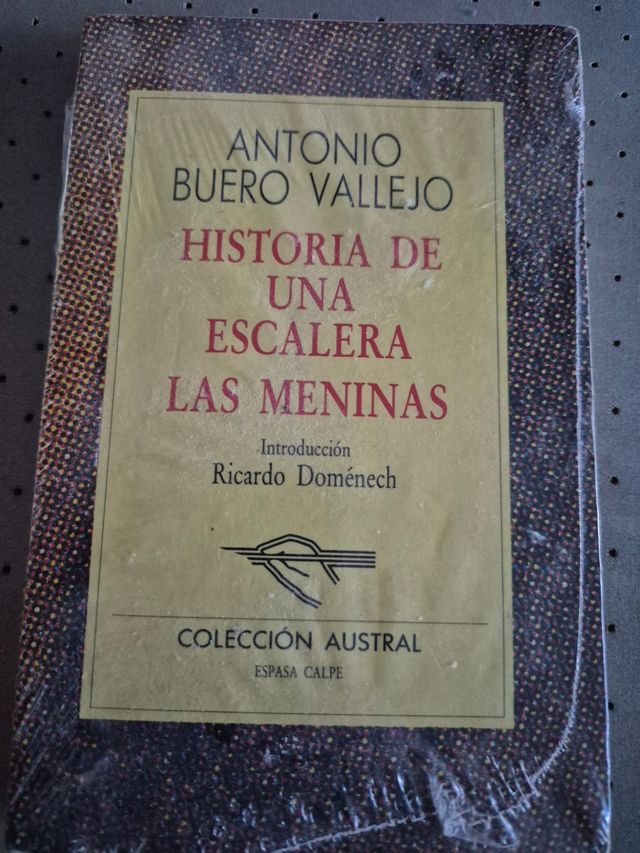 ANTONIO
BUERO VALLEJO
HISTORIA DE
UNA
ESCALERA
LAS MENINAS
Introducción
Ricardo Doménech
COLECCIÓN AUSTRAL
ESPASA CALPE